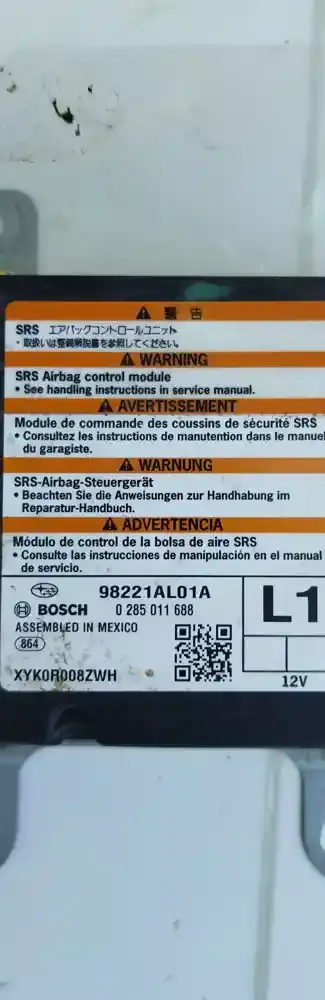 警 告
SRS エアバックコントロールユニット
・取扱いは整備解説書を参照してください。
WARNING
SRS Airbag control module
• See handling instructions in service manual.
AVERTISSEMENT
Module de commande des coussins de sécurité SRS
• Consultez les instructions de manutention dans le manuel
du garagiste.
WARNUNG
SRS-Airbag-Steuergerät
• Beachten Sie die Anweisungen zur Handhabung im
Reparatur-Handbuch.
ADVERTENCIA
Módulo de control de la bolsa de aire SRS
• Consulte las instrucciones de manipulación en el manual
de servicio.
98221AL01A
L1
BOSCH 0 285 011 688
ASSEMBLED IN MEXICO
864
XYK0R008ZWH
12V